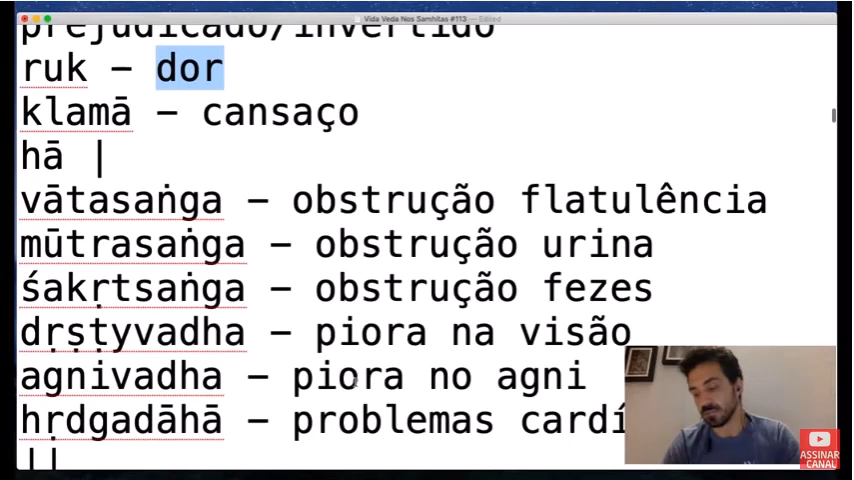 Vida Veda Nos Samhitas #113 — Edited
prejudicado/invertido
ruk – dor
klamā – cansaço
hā |
vātasaṅga – obstrução flatulência
mūtrasaṅga – obstrução urina
śakṛtsaṅga – obstrução fezes
dṛṣṭyvadha – piora na visão
agnivadha – piora no agni
hṛdgadāhā – problemas
||
ASSINAR
CANAL